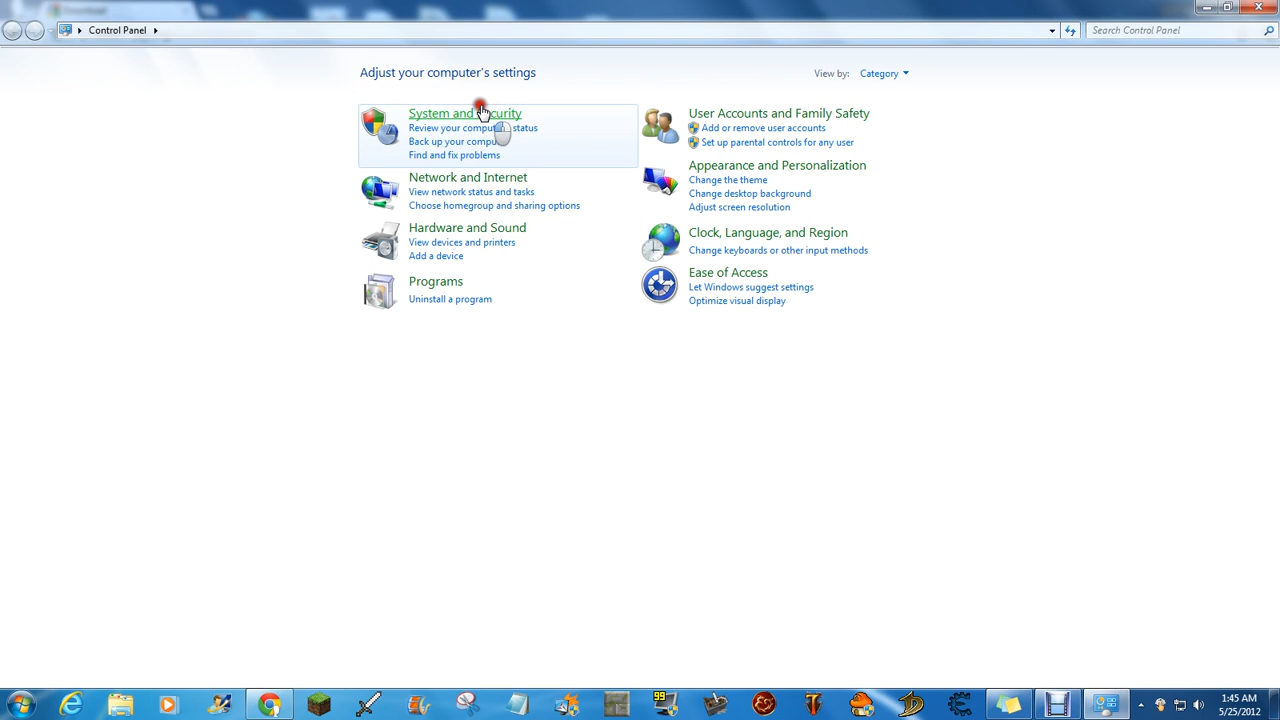 Control Panel
Search Control Panel
Adjust your computer's settings
View by: Category
System and Security
Review your computer's status
Back up your computer
Find and fix problems
Network and Internet
View network status and tasks
Choose homegroup and sharing options
Hardware and Sound
View devices and printers
Add a device
Programs
Uninstall a program
User Accounts and Family Safety
Add or remove user accounts
Set up parental controls for any user
Appearance and Personalization
Change the theme
Change desktop background
Adjust screen resolution
Clock, Language, and Region
Change keyboards or other input methods
Ease of Access
Let Windows suggest settings
Optimize visual display
99
1:45 AM
5/25/2012